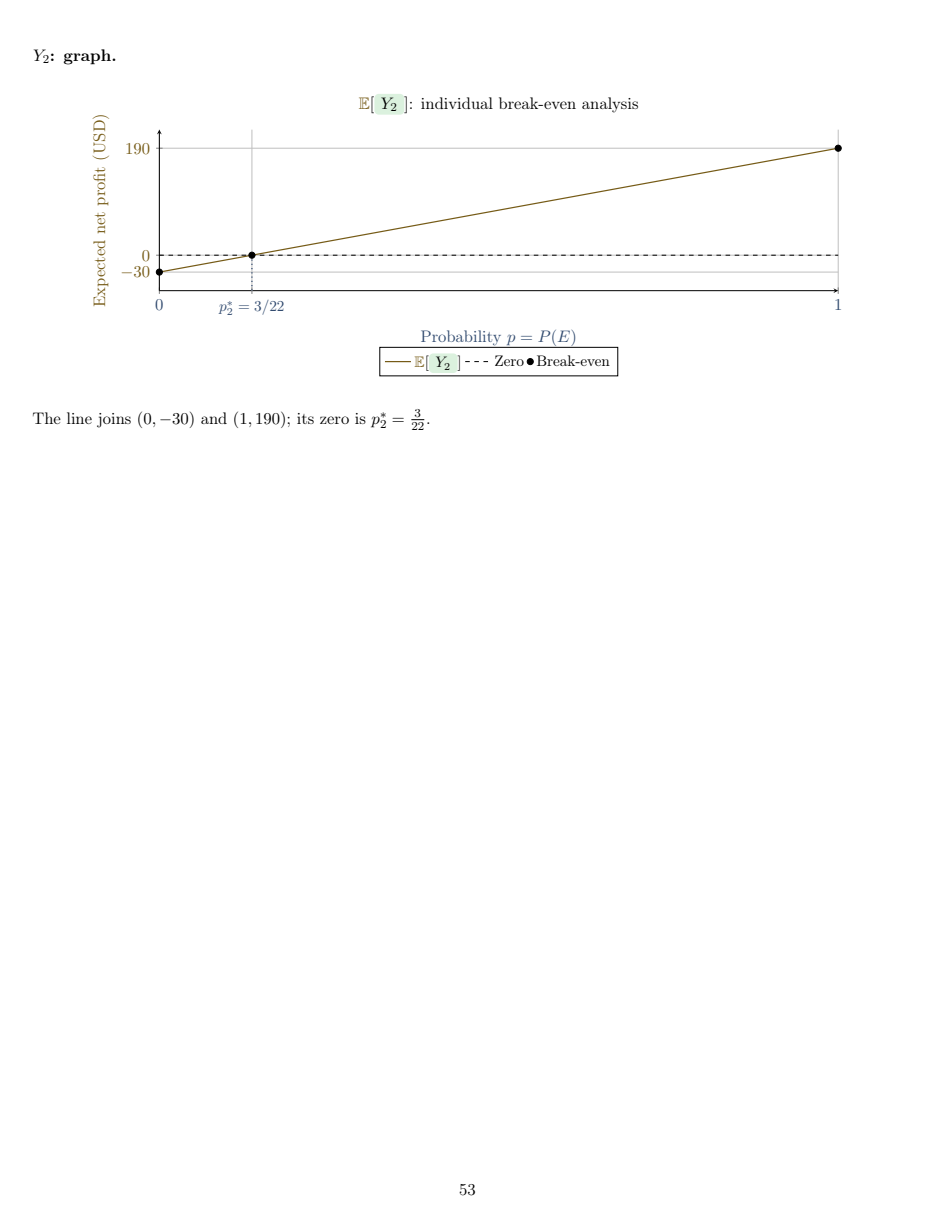 Y₂: graph.
𝔼[ Y₂ ]: individual break-even analysis
Expected net profit (USD)
190
0
−30
0
p₂* = 3/22
1
Probability p = P(E)
𝔼[ Y₂ ] Zero Break-even
The line joins (0, −30) and (1, 190); its zero is p₂* = 3/22.
53